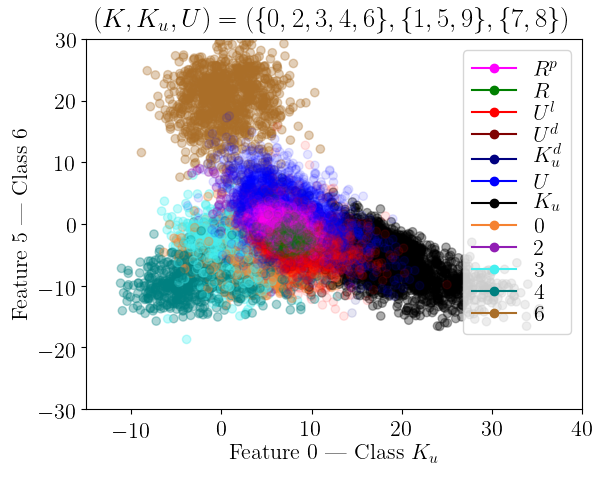 (K, K_u, U) = ({0, 2, 3, 4, 6}, {1, 5, 9}, {7, 8})
30
20
10
0
−10
−20
−30
Feature 5 — Class 6
−10
0
10
20
30
40
Feature 0 — Class K_u
R^p
R
U^l
U^d
K_u^d
U
K_u
0
2
3
4
6